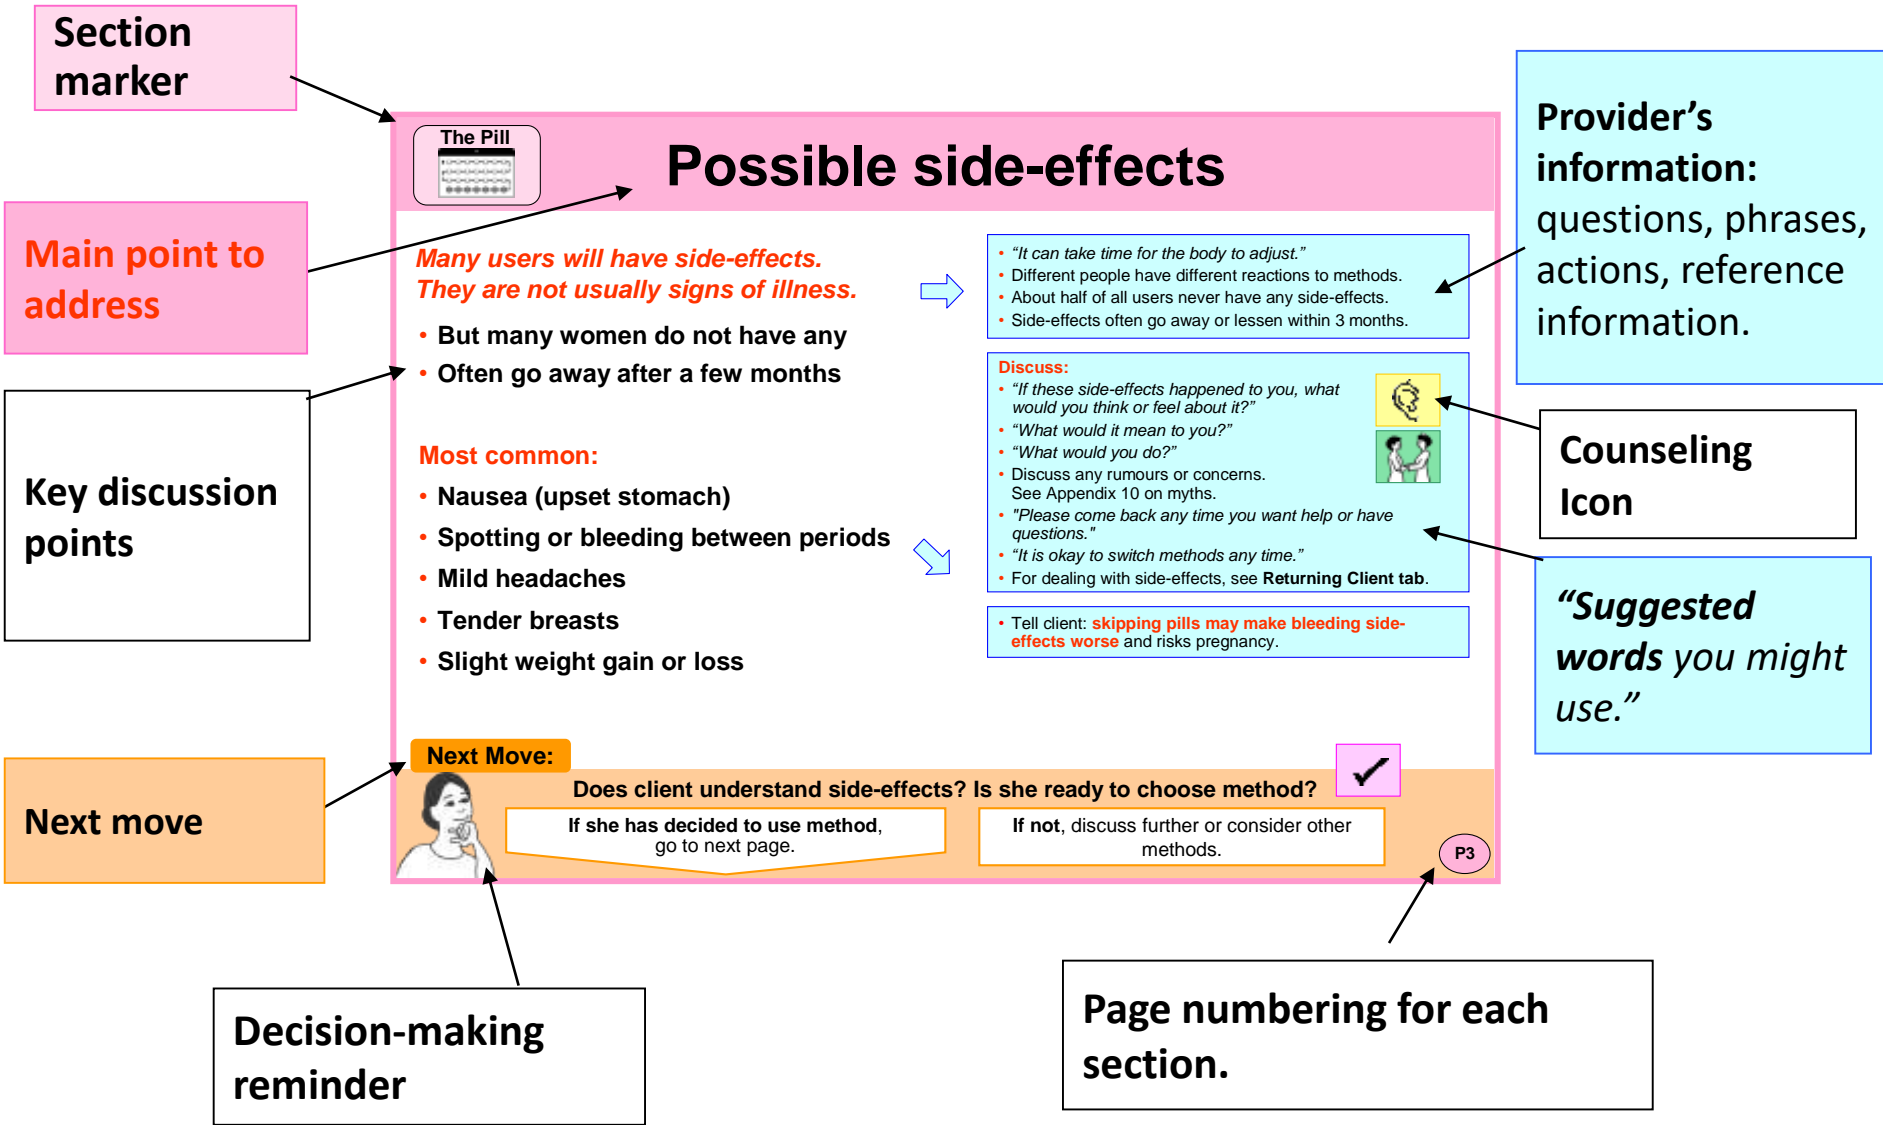 Section
marker
The Pill
Possible side-effects
Provider’s
information:
questions, phrases,
actions, reference
information.
Main point to
address
Many users will have side-effects.
They are not usually signs of illness.
• But many women do not have any
• Often go away after a few months
• “It can take time for the body to adjust.”
• Different people have different reactions to methods.
• About half of all users never have any side-effects.
• Side-effects often go away or lessen within 3 months.
Key discussion
points
Most common:
• Nausea (upset stomach)
• Spotting or bleeding between periods
• Mild headaches
• Tender breasts
• Slight weight gain or loss
Discuss:
• “If these side-effects happened to you, what
would you think or feel about it?”
• “What would it mean to you?”
• “What would you do?”
• Discuss any rumours or concerns.
See Appendix 10 on myths.
• "Please come back any time you want help or have
questions."
• “It is okay to switch methods any time.”
• For dealing with side-effects, see Returning Client tab.
Counseling
Icon
• Tell client: skipping pills may make bleeding side-
effects worse and risks pregnancy.
“Suggested
words you might
use.”
Next move
Next Move:
Does client understand side-effects? Is she ready to choose method?
If she has decided to use method,
go to next page.
If not, discuss further or consider other
methods.
P3
Decision-making
reminder
Page numbering for each
section.